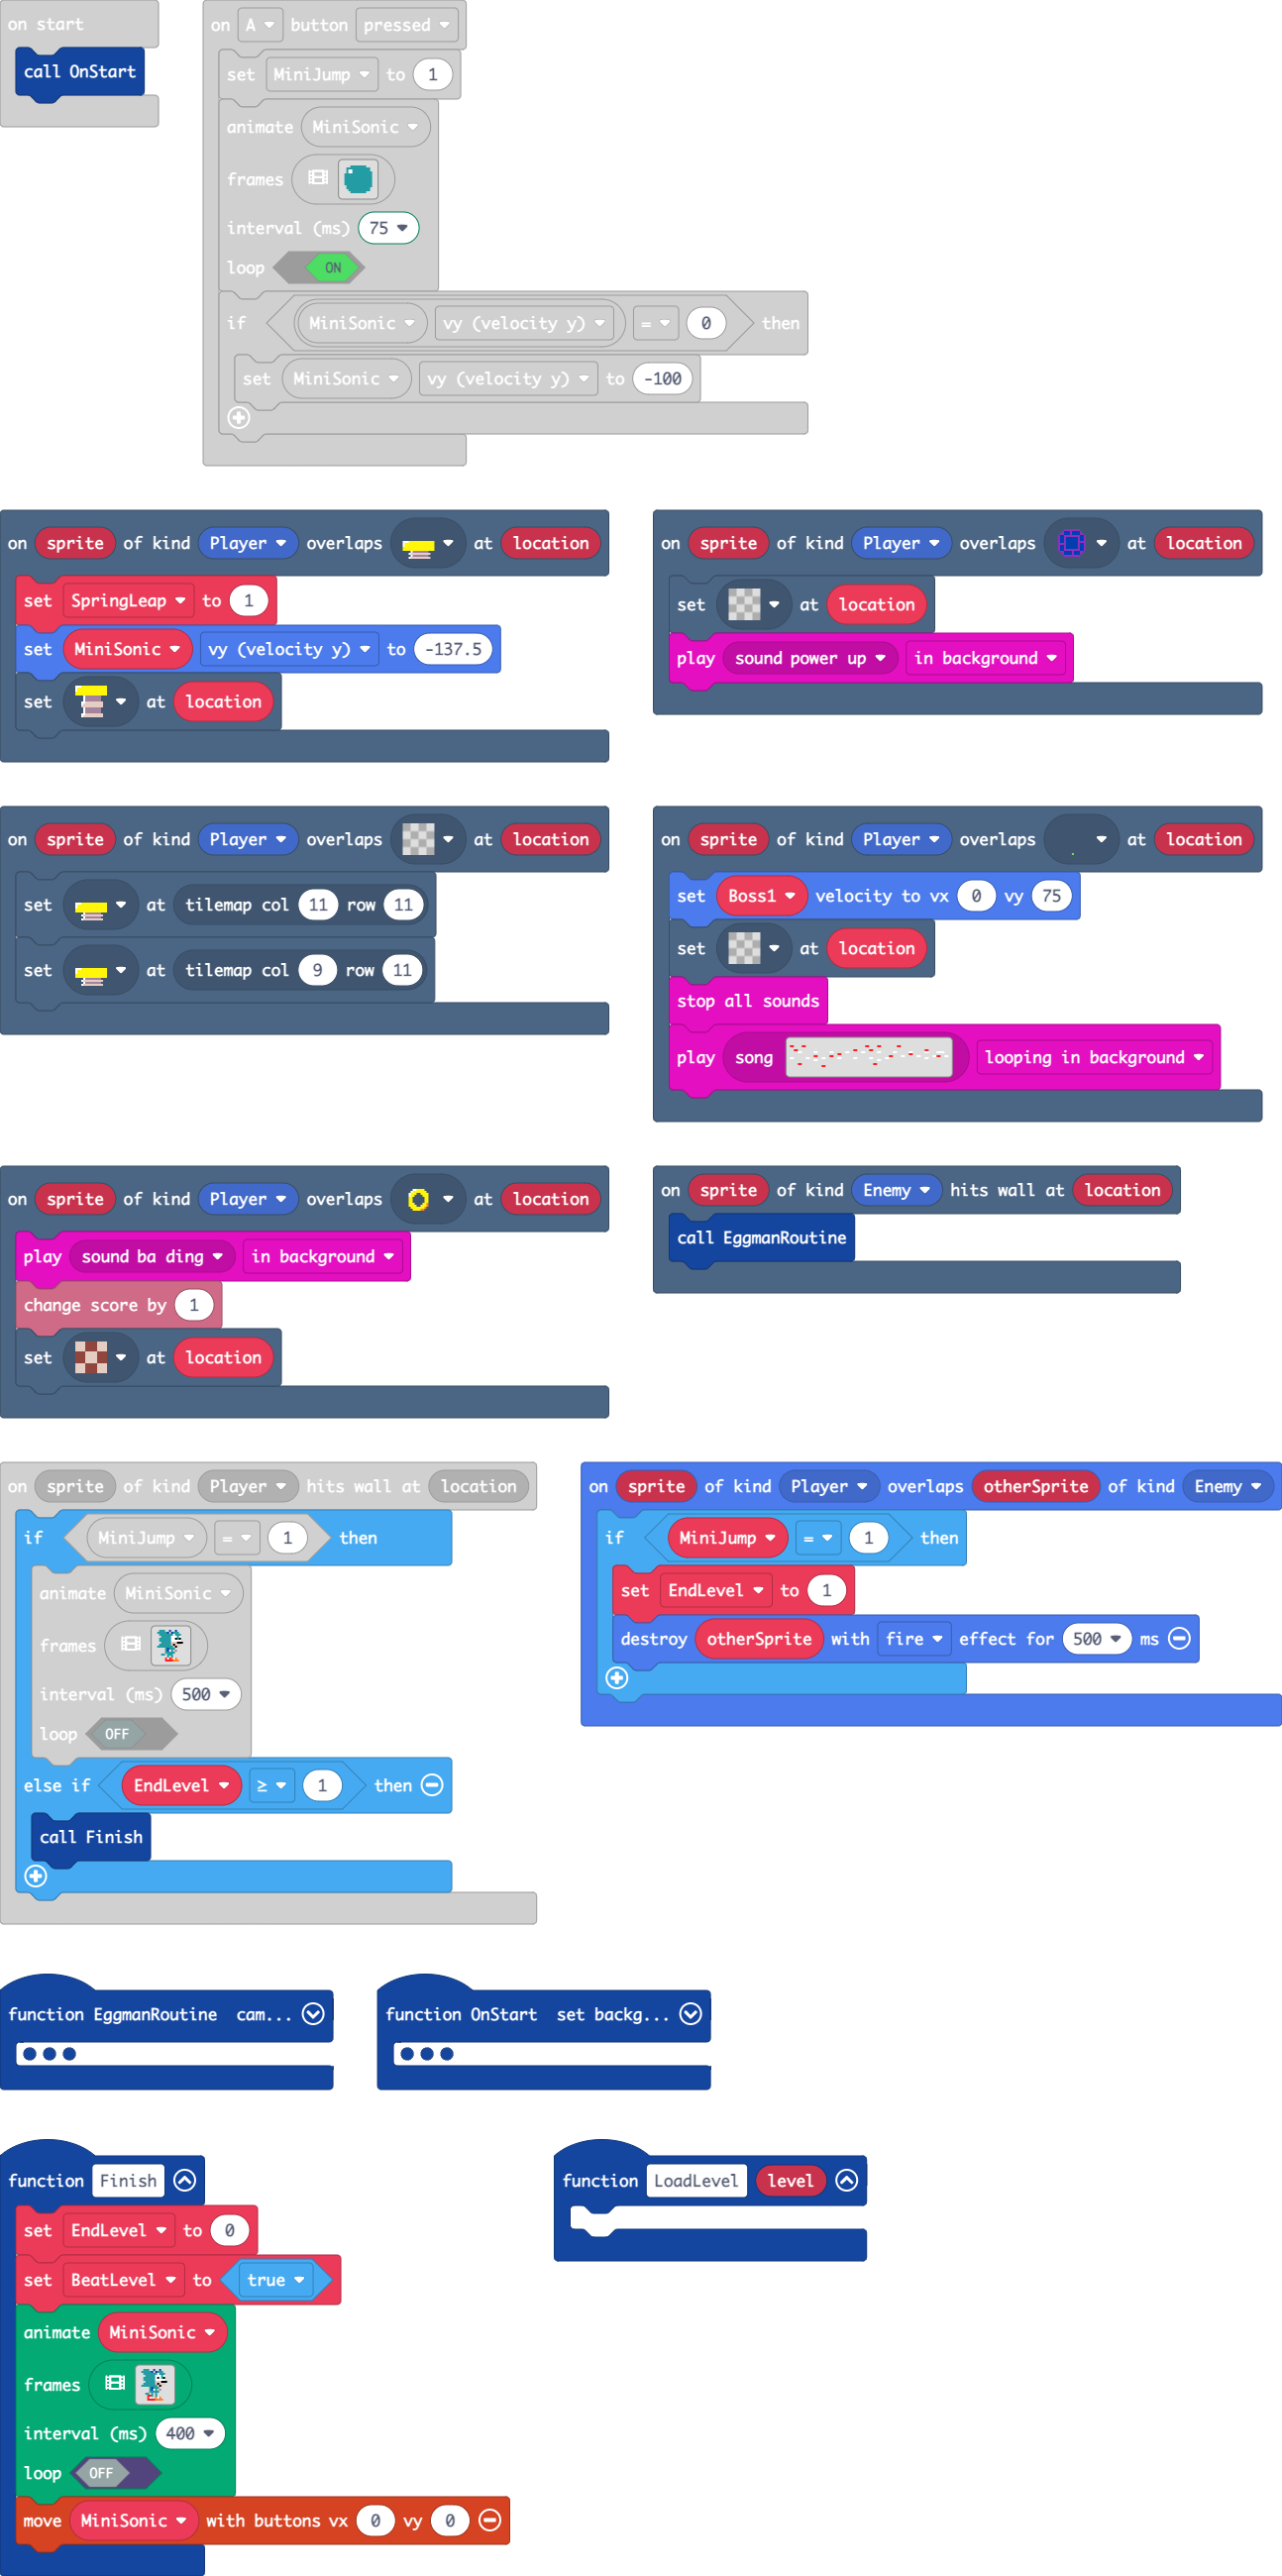 on start
call OnStart
on A button pressed
set MiniJump to 1
animate MiniSonic
frames
interval (ms) 75
loop ON
if MiniSonic vy (velocity y) = 0 then
set MiniSonic vy (velocity y) to -100
on sprite of kind Player overlaps at location
set SpringLeap to 1
set MiniSonic vy (velocity y) to -137.5
set at location
on sprite of kind Player overlaps at location
set at location
play sound power up in background
on sprite of kind Player overlaps at location
set at tilemap col 11 row 11
set at tilemap col 9 row 11
on sprite of kind Player overlaps at location
set Boss1 velocity to vx 0 vy 75
set at location
stop all sounds
play song looping in background
on sprite of kind Player overlaps at location
play sound ba ding in background
change score by 1
set at location
on sprite of kind Enemy hits wall at location
call EggmanRoutine
on sprite of kind Player hits wall at location
if MiniJump = 1 then
animate MiniSonic
frames
interval (ms) 500
loop OFF
else if EndLevel ≥ 1 then
call Finish
on sprite of kind Player overlaps otherSprite of kind Enemy
if MiniJump = 1 then
set EndLevel to 1
destroy otherSprite with fire effect for 500 ms
function EggmanRoutine cam...
function OnStart set backg...
function Finish
set EndLevel to 0
set BeatLevel to true
animate MiniSonic
frames
interval (ms) 400
loop OFF
move MiniSonic with buttons vx 0 vy 0
function LoadLevel level